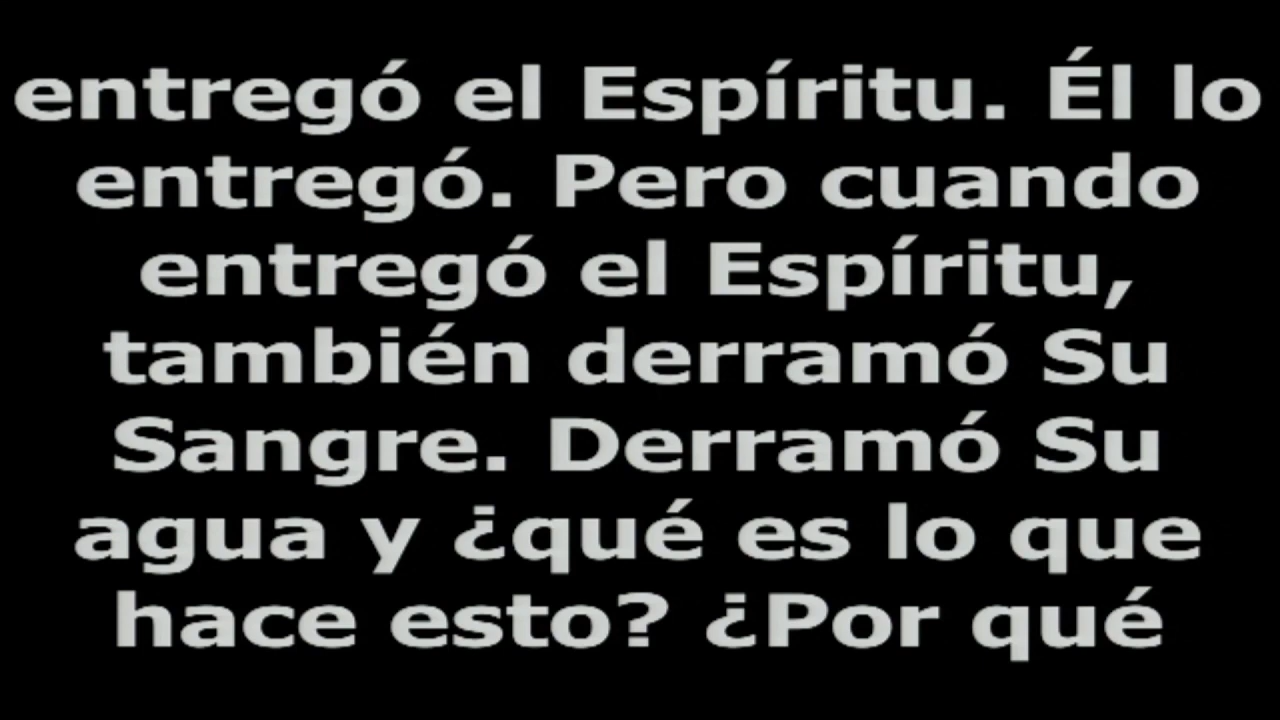 entregó el Espíritu. Él lo
entregó. Pero cuando
entregó el Espíritu,
también derramó Su
Sangre. Derramó Su
agua y ¿qué es lo que
hace esto? ¿Por qué